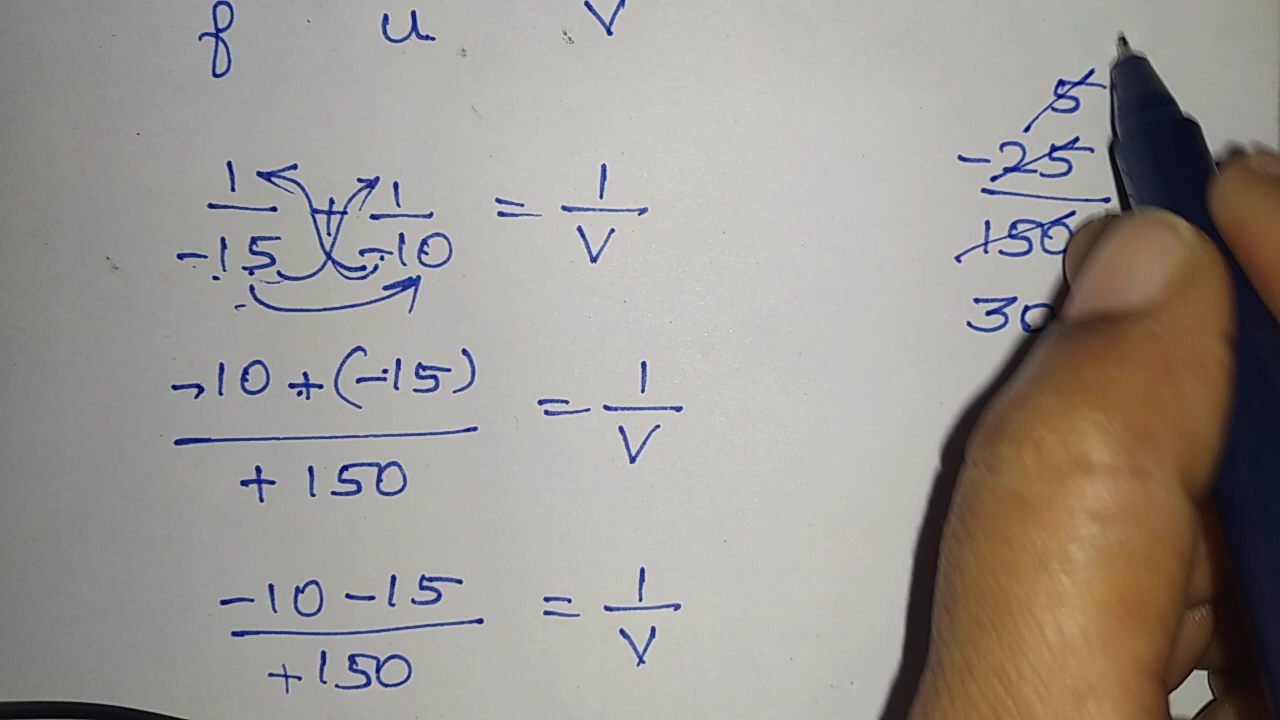 f u v
1/-15 + 1/-10 = 1/v
-10 + (-15)/+150 = 1/v
-10 -15/+150 = 1/v
5
-25
150
30